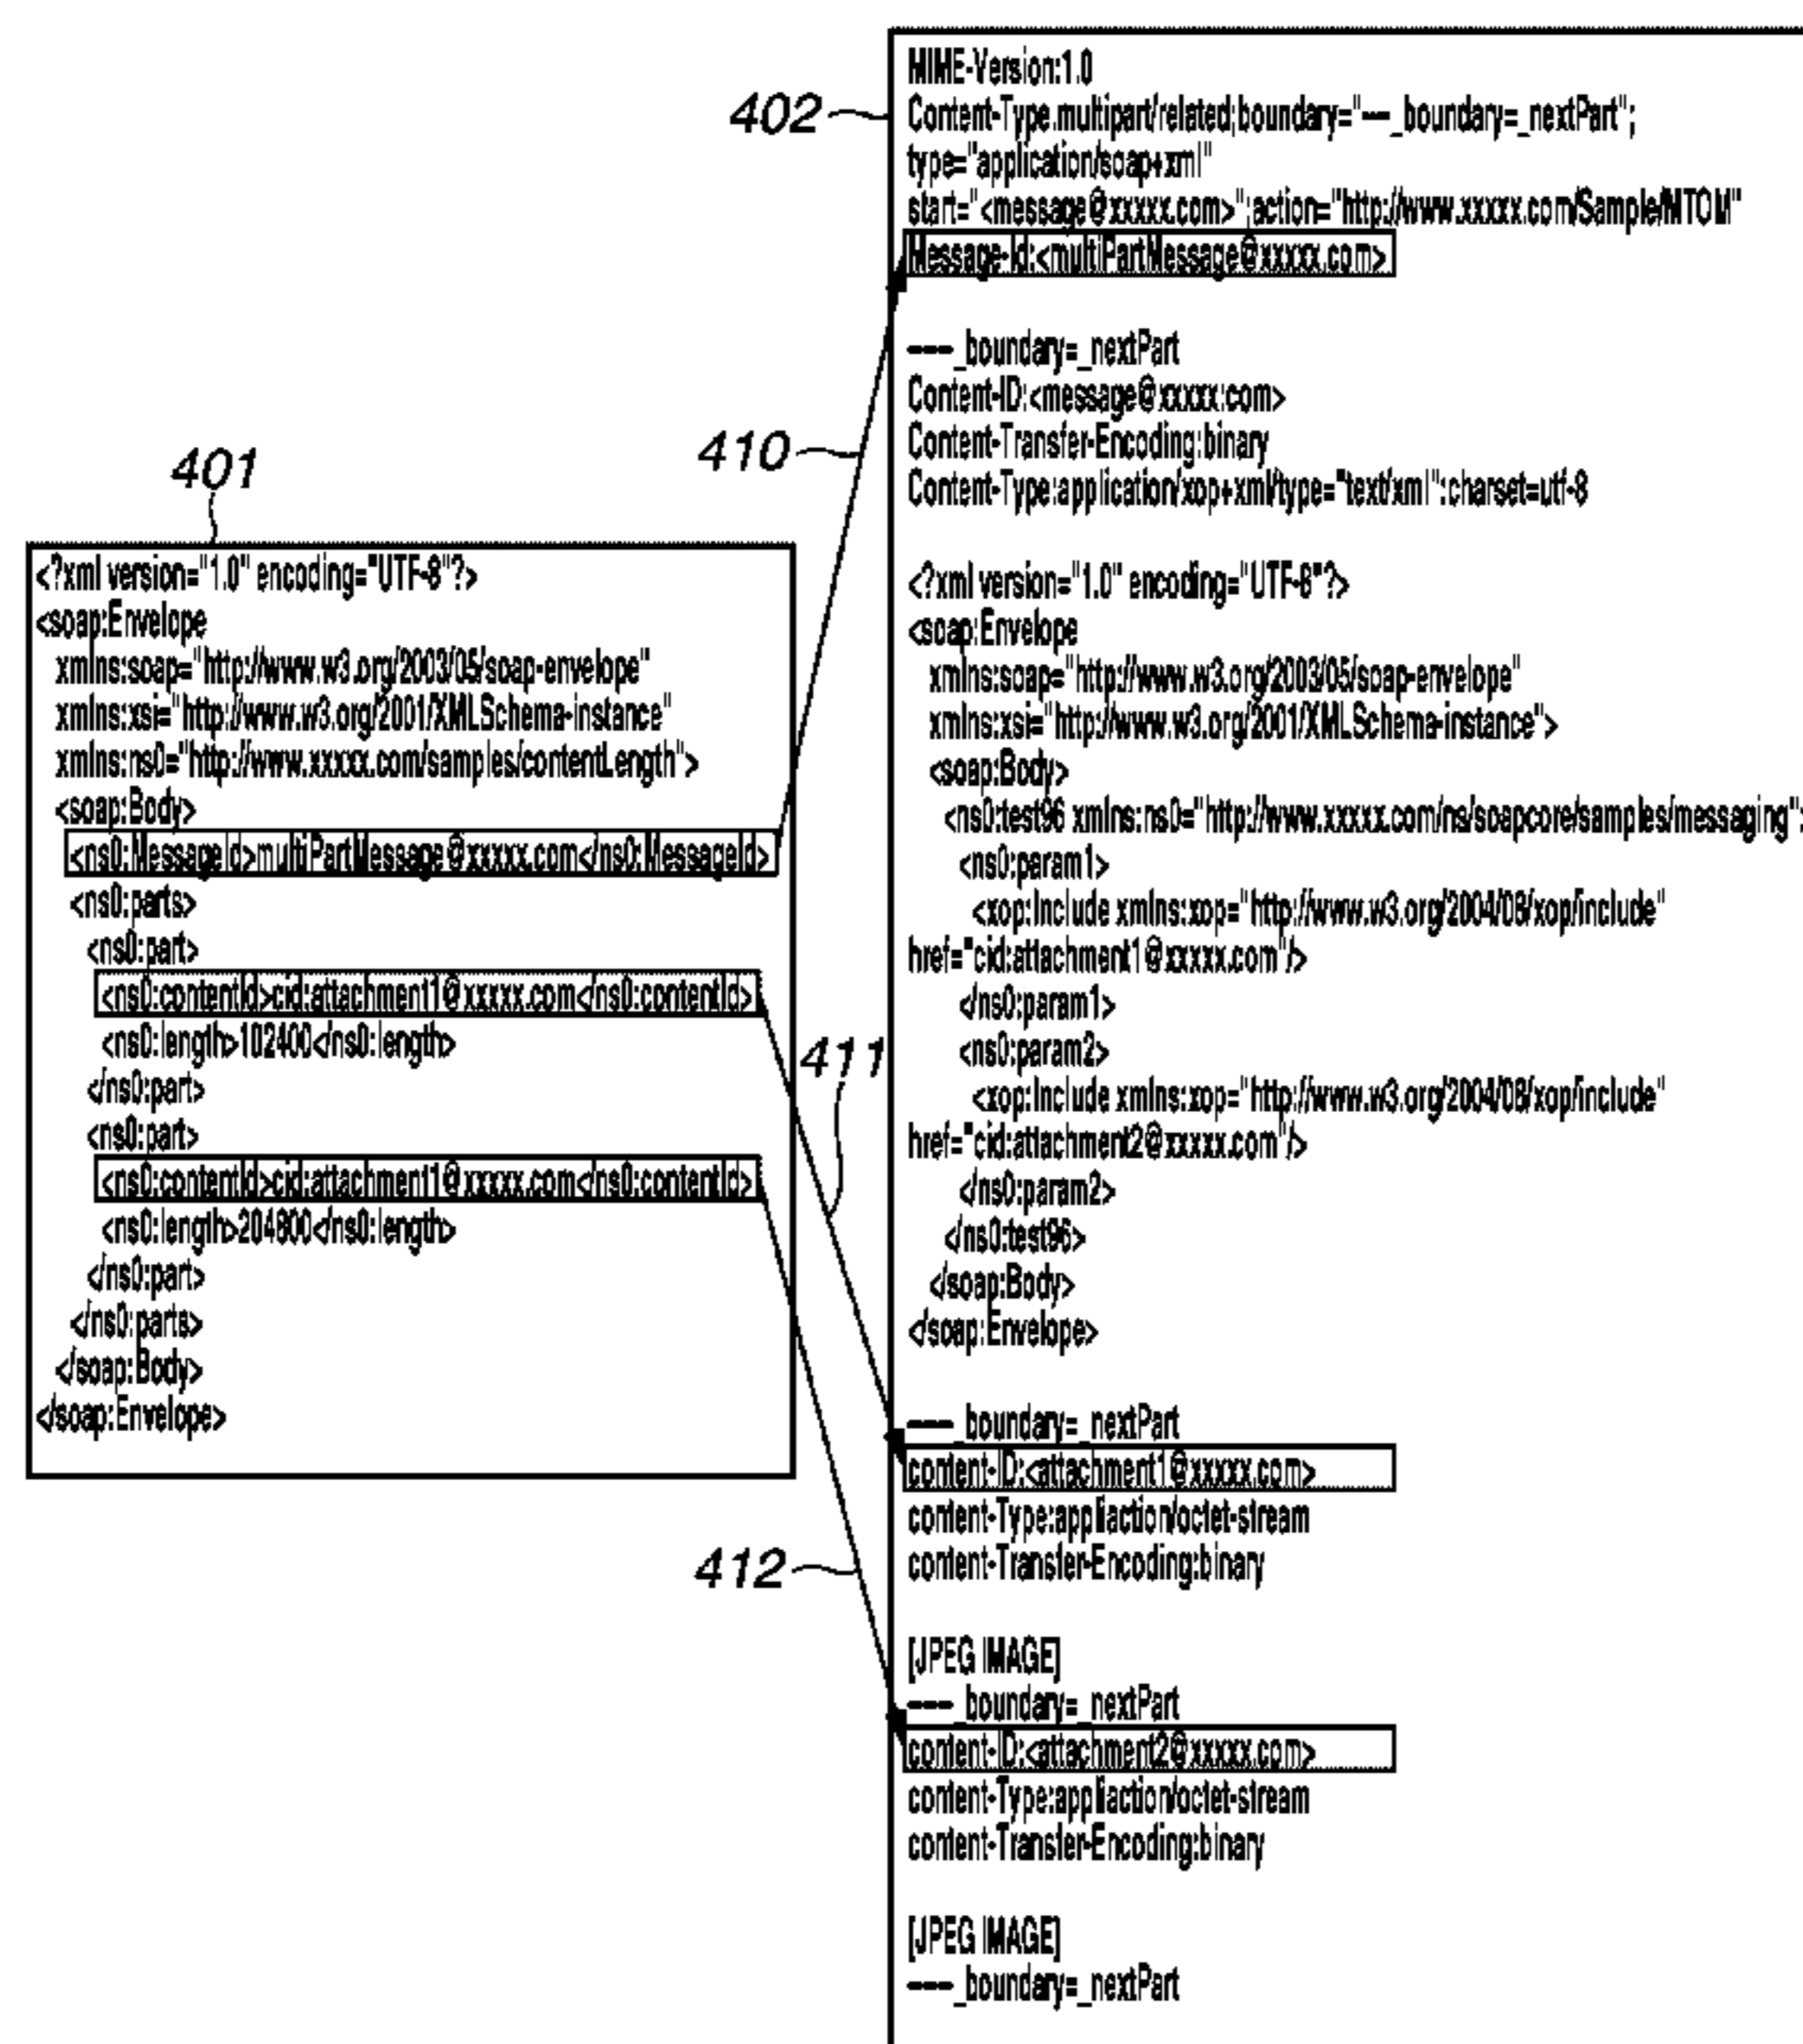 401
<?xml version="1.0" encoding="UTF-8"?>
<soap:Envelope
xmlns:soap="http://www.w3.org/2003/05/soap-envelope"
xmlns:xsi="http://www.w3.org/2001/XMLSchema-instance"
xmlns:ns0="http://www.xxxxx.com/samples/contentLength">
<soap:Body>
<ns0:MessageId>multiPartMessage@xxxxx.com</ns0:MessageId>
<ns0:parts>
<ns0:part>
<ns0:contentId>cid:attachment1@xxxxx.com</ns0:contentId>
<ns0:length>102400</ns0:length>
</ns0:part>
<ns0:part>
<ns0:contentId>cid:attachment1@xxxxx.com</ns0:contentId>
<ns0:length>204800</ns0:length>
</ns0:part>
</ns0:parts>
</soap:Body>
</soap:Envelope>
410
411
412
402
MIME-Version:1.0
Content-Type.multipart/related;boundary="---_boundary=_nextPart";
type="application/soap+xml"
start="<message@xxxxx.com>";action="http://www.xxxxx.com/Sample/MTOM"
Message-Id:<multiPartMessage@xxxxx.com>
-----_boundary=_nextPart
Content-ID:<message@xxxxx.com>
Content-Transfer-Encoding:binary
Content-Type:application/xop+xml/type="text/xml":charset=utf-8
<?xml version="1.0" encoding="UTF-8"?>
<soap:Envelope
xmlns:soap="http://www.w3.org/2003/05/soap-envelope"
xmlns:xsi="http://www.w3.org/2001/XMLSchema-instance">
<soap:Body>
<ns0:test96 xmlns:ns0="http://www.xxxxx.com/ns/soapcore/samples/messaging">
<ns0:param1>
<xop:Include xmlns:xop="http://www.w3.org/2004/08/xop/include"
href="cid:attachment1@xxxxx.com"/>
</ns0:param1>
<ns0:param2>
<xop:Include xmlns:xop="http://www.w3.org/2004/08/xop/include"
href="cid:attachment2@xxxxx.com"/>
</ns0:param2>
</ns0:test96>
</soap:Body>
</soap:Envelope>
-----_boundary=_nextPart
content-ID:<attachment1@xxxxx.com>
content-Type:appliaction/octet-stream
content-Transfer-Encoding:binary
[JPEG IMAGE]
-----_boundary=_nextPart
content-ID:<attachment2@xxxxx.com>
content-Type:appliaction/octet-stream
content-Transfer-Encoding:binary
[JPEG IMAGE]
-----_boundary=_nextPart